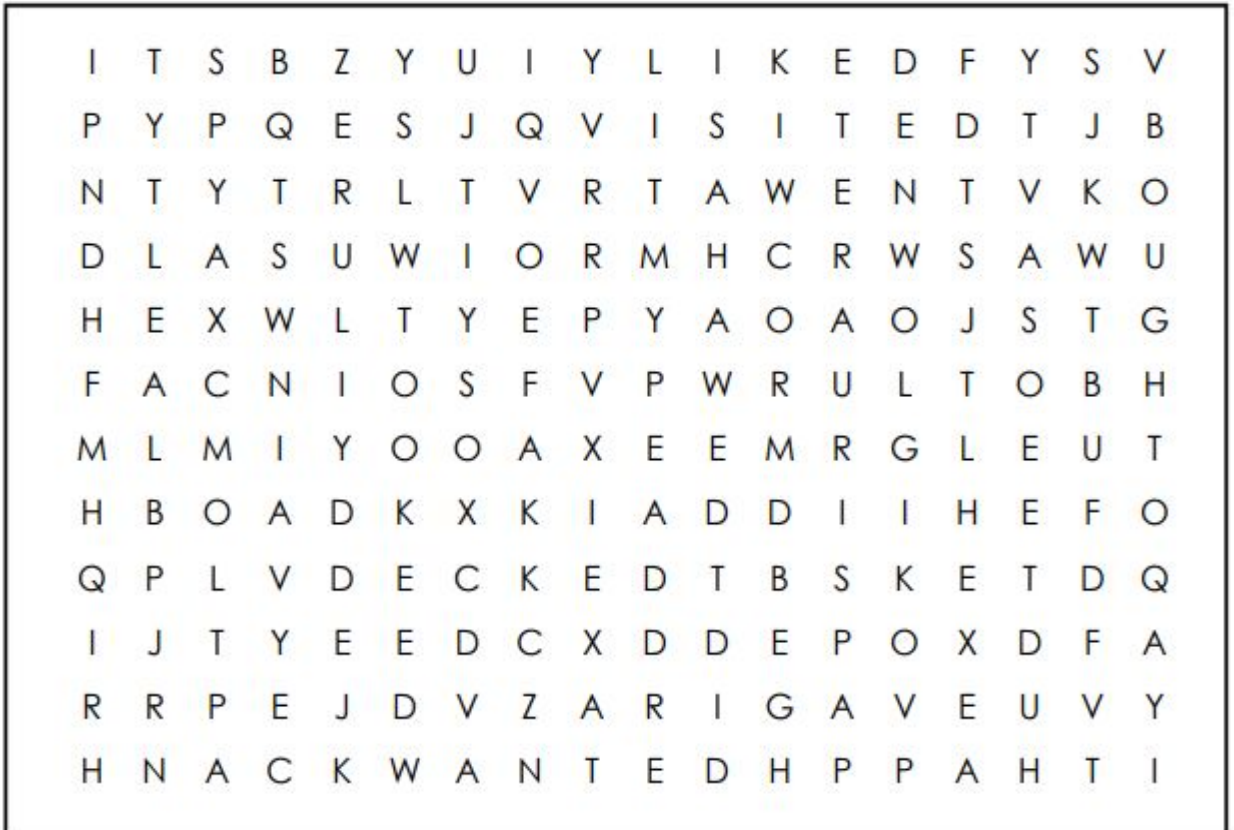 I T S B Z Y U I Y L I K E D F Y S V
P Y P Q E S J Q V I S I T E D T J B
N T Y T R L T V R T A W E N T V K O
D L A S U W I O R M H C R W S A W U
H E X W L T Y E P Y A O A O J S T G
F A C N I O S F V P W R U L T O B H
M L M I Y O O A X E E M R G L E U T
H B O A D K X K I A D D I I H E F O
Q P L V D E C K E D T B S K E T D Q
I J T Y E E D C X D D E P O X D F A
R R P E J D V Z A R I G A V E U V Y
H N A C K W A N T E D H P P A H T I